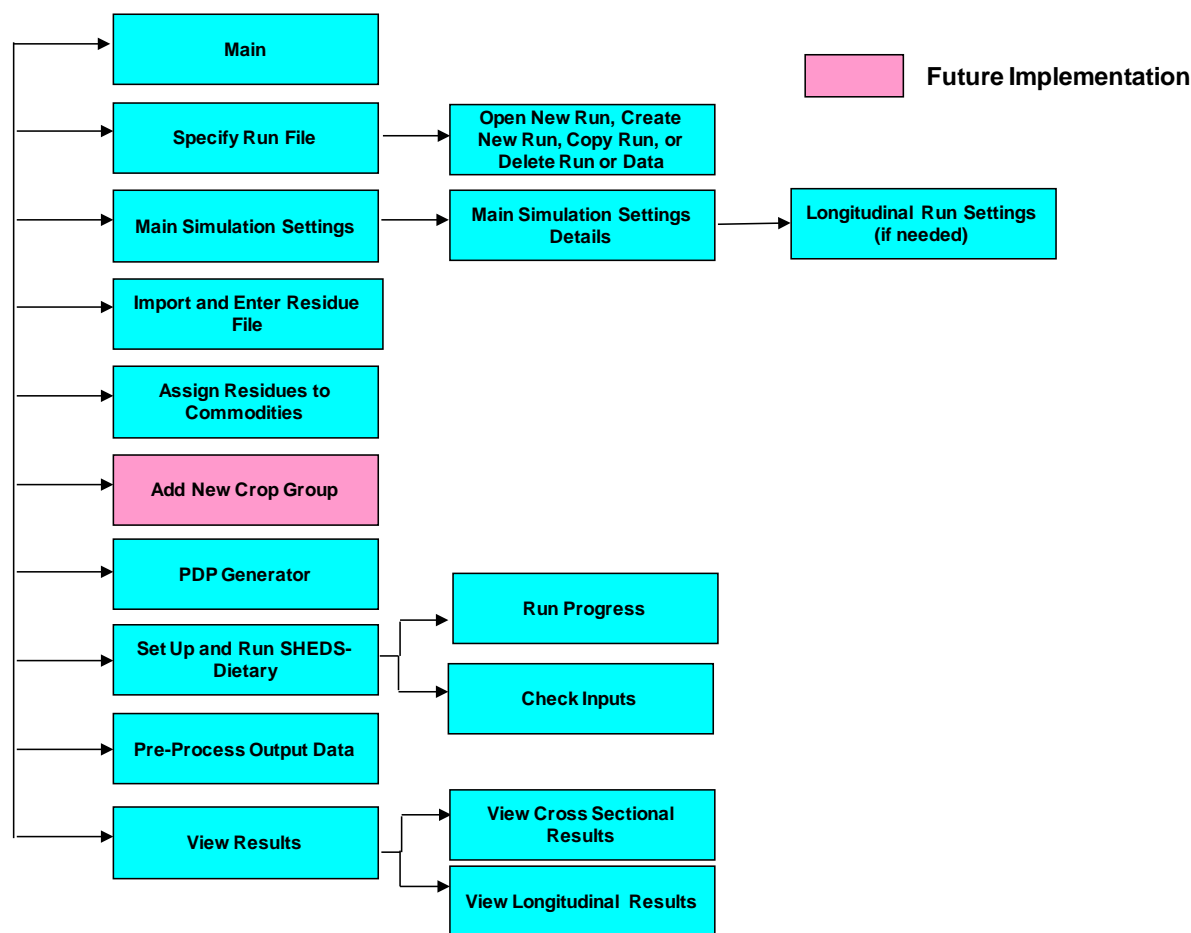 Main
Future Implementation
Specify Run File
Open New Run, Create
New Run, Copy Run, or
Delete Run or Data
Main Simulation Settings
Main Simulation Settings
Details
Longitudinal Run Settings
(if needed)
Import and Enter Residue
File
Assign Residues to
Commodities
Add New Crop Group
PDP Generator
Set Up and Run SHEDS-
Dietary
Run Progress
Check Inputs
Pre-Process Output Data
View Results
View Cross Sectional
Results
View Longitudinal Results